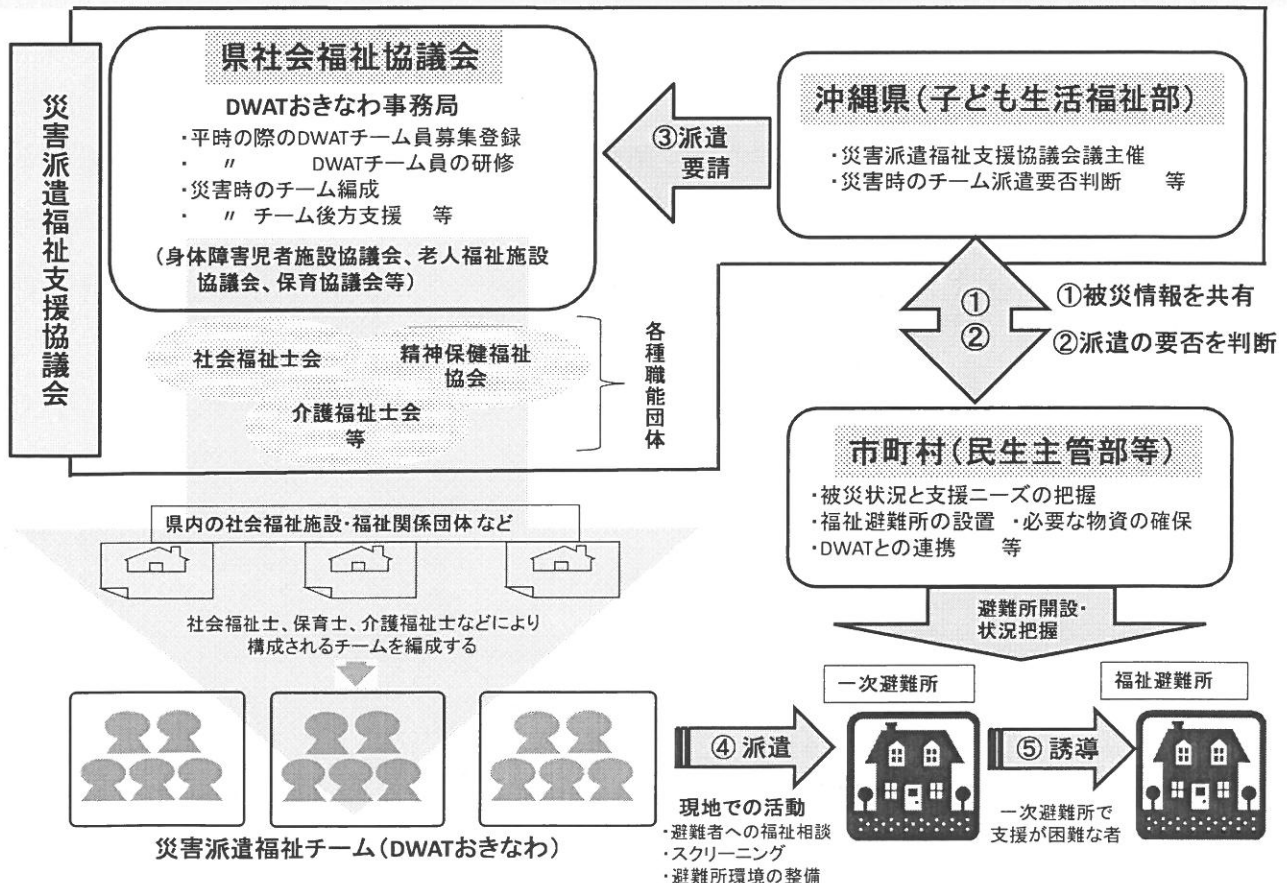 災害派遣福祉支援協議会
県社会福祉協議会
DWATおきなわ事務局
・平時の際のDWATチーム員募集登録
・ 〃 DWATチーム員の研修
・災害時のチーム編成
・ 〃 チーム後方支援 等
(身体障害児者施設協議会、老人福祉施設
協議会、保育協議会等)
③派遣
要請
沖縄県(子ども生活福祉部)
・災害派遣福祉支援協議会議主催
・災害時のチーム派遣要否判断 等
社会福祉士会
精神保健福祉
協会
介護福祉士会
等
各種職能団体
①
②
①被災情報を共有
②派遣の要否を判断
市町村(民生主管部等)
・被災状況と支援ニーズの把握
・福祉避難所の設置 ・必要な物資の確保
・DWATとの連携 等
県内の社会福祉施設・福祉関係団体など
社会福祉士、保育士、介護福祉士などにより
構成されるチームを編成する
避難所開設・
状況把握
災害派遣福祉チーム(DWATおきなわ)
④派遣
現地での活動
・避難者への福祉相談
・スクリーニング
・避難所環境の整備
一次避難所
⑤誘導
一次避難所で
支援が困難な者
福祉避難所